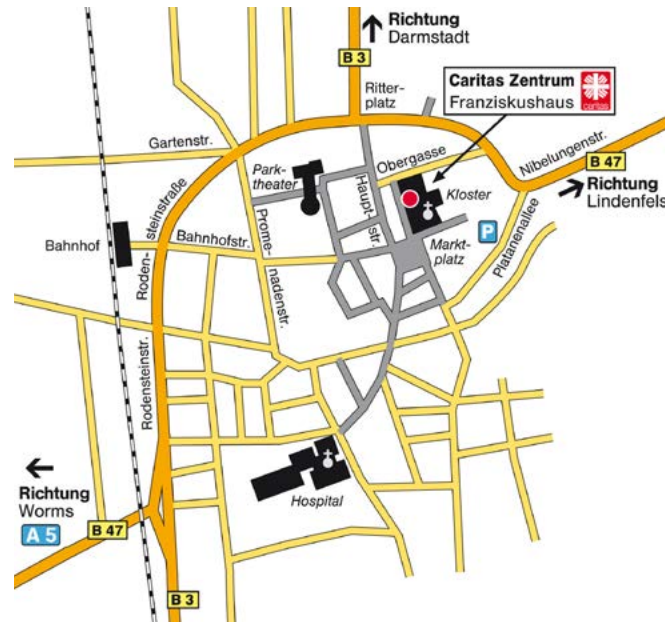 Richtung
Darmstadt
B 3
Ritter-
platz
Caritas Zentrum
Franziskushaus
caritas
Gartenstr.
Park-
theater
Obergasse
Nibelungenstr.
B 47
Richtung
Lindenfels
Haupt-
str.
Kloster
P
Markt-
platz
Platanenallee
Bahnhof
Bahnhofstr.
Prome-
nadenstr.
Roden-
steinstraße
Rodensteinstr.
Richtung
Worms
A 5
B 47
Hospital
B 3